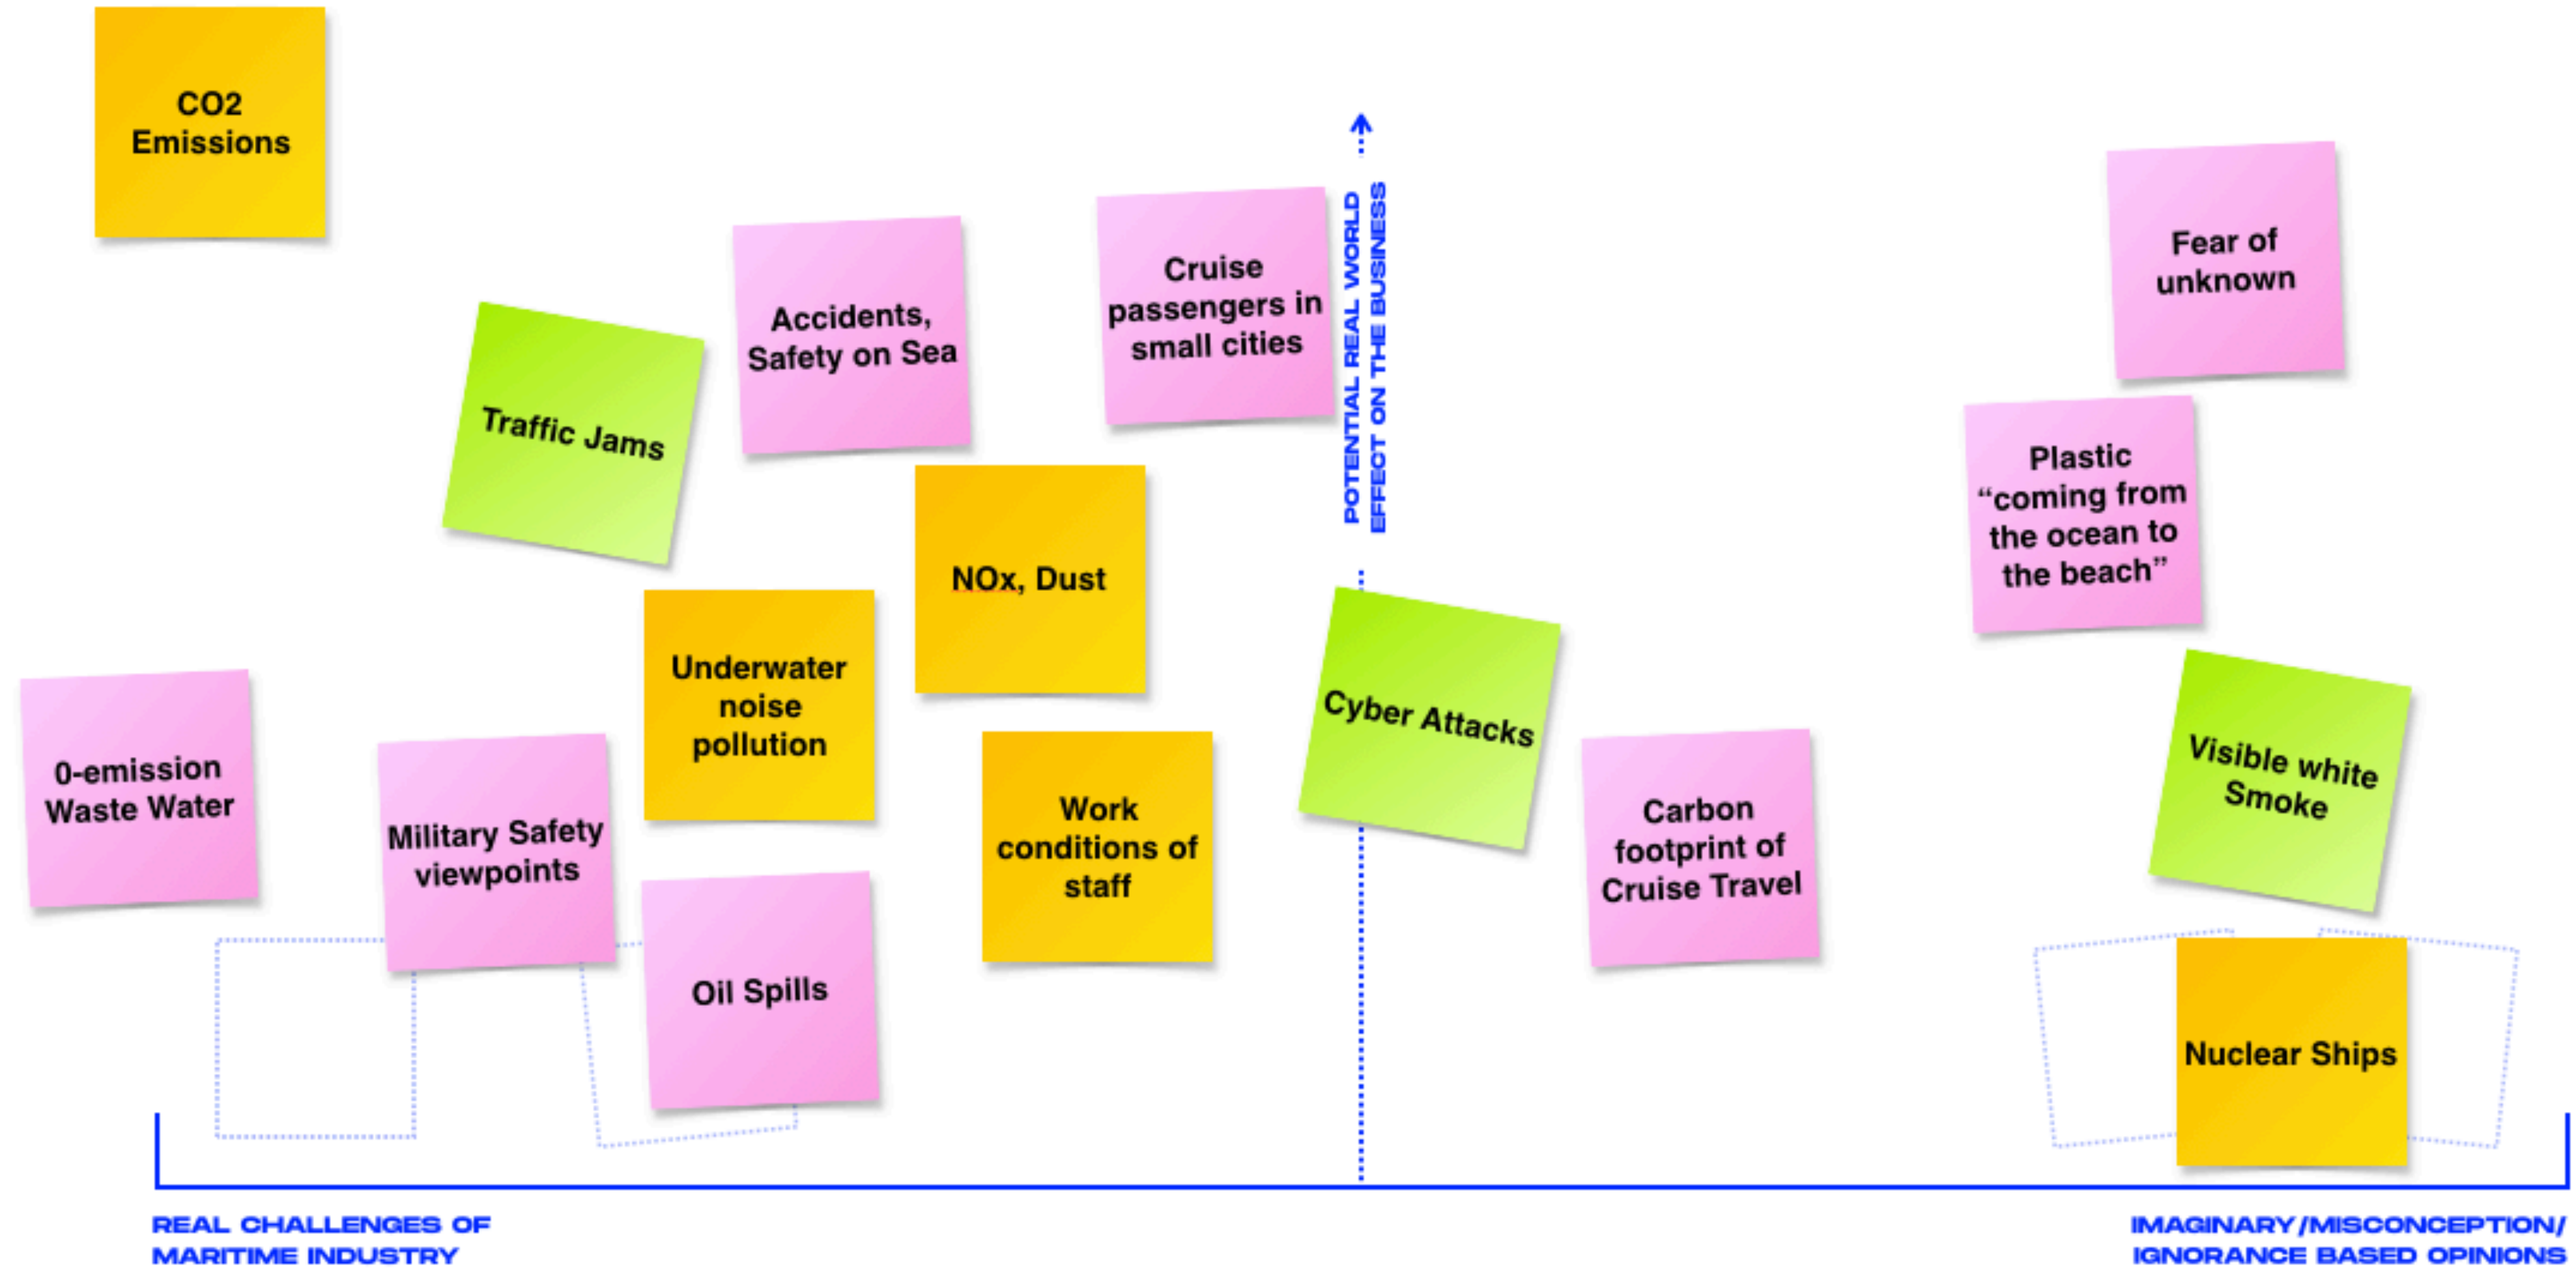 CO2
Emissions
Accidents,
Safety on Sea
Cruise
passengers in
small cities
POTENTIAL REAL WORLD
EFFECT ON THE BUSINESS
Fear of
unknown
Traffic Jams
Plastic
“coming from
the ocean to
the beach”
NOx, Dust
Underwater
noise
pollution
Cyber Attacks
0-emission
Waste Water
Military Safety
viewpoints
Work
conditions of
staff
Carbon
footprint of
Cruise Travel
Visible white
Smoke
Oil Spills
Nuclear Ships
REAL CHALLENGES OF
MARITIME INDUSTRY
IMAGINARY/MISCONCEPTION/
IGNORANCE BASED OPINIONS